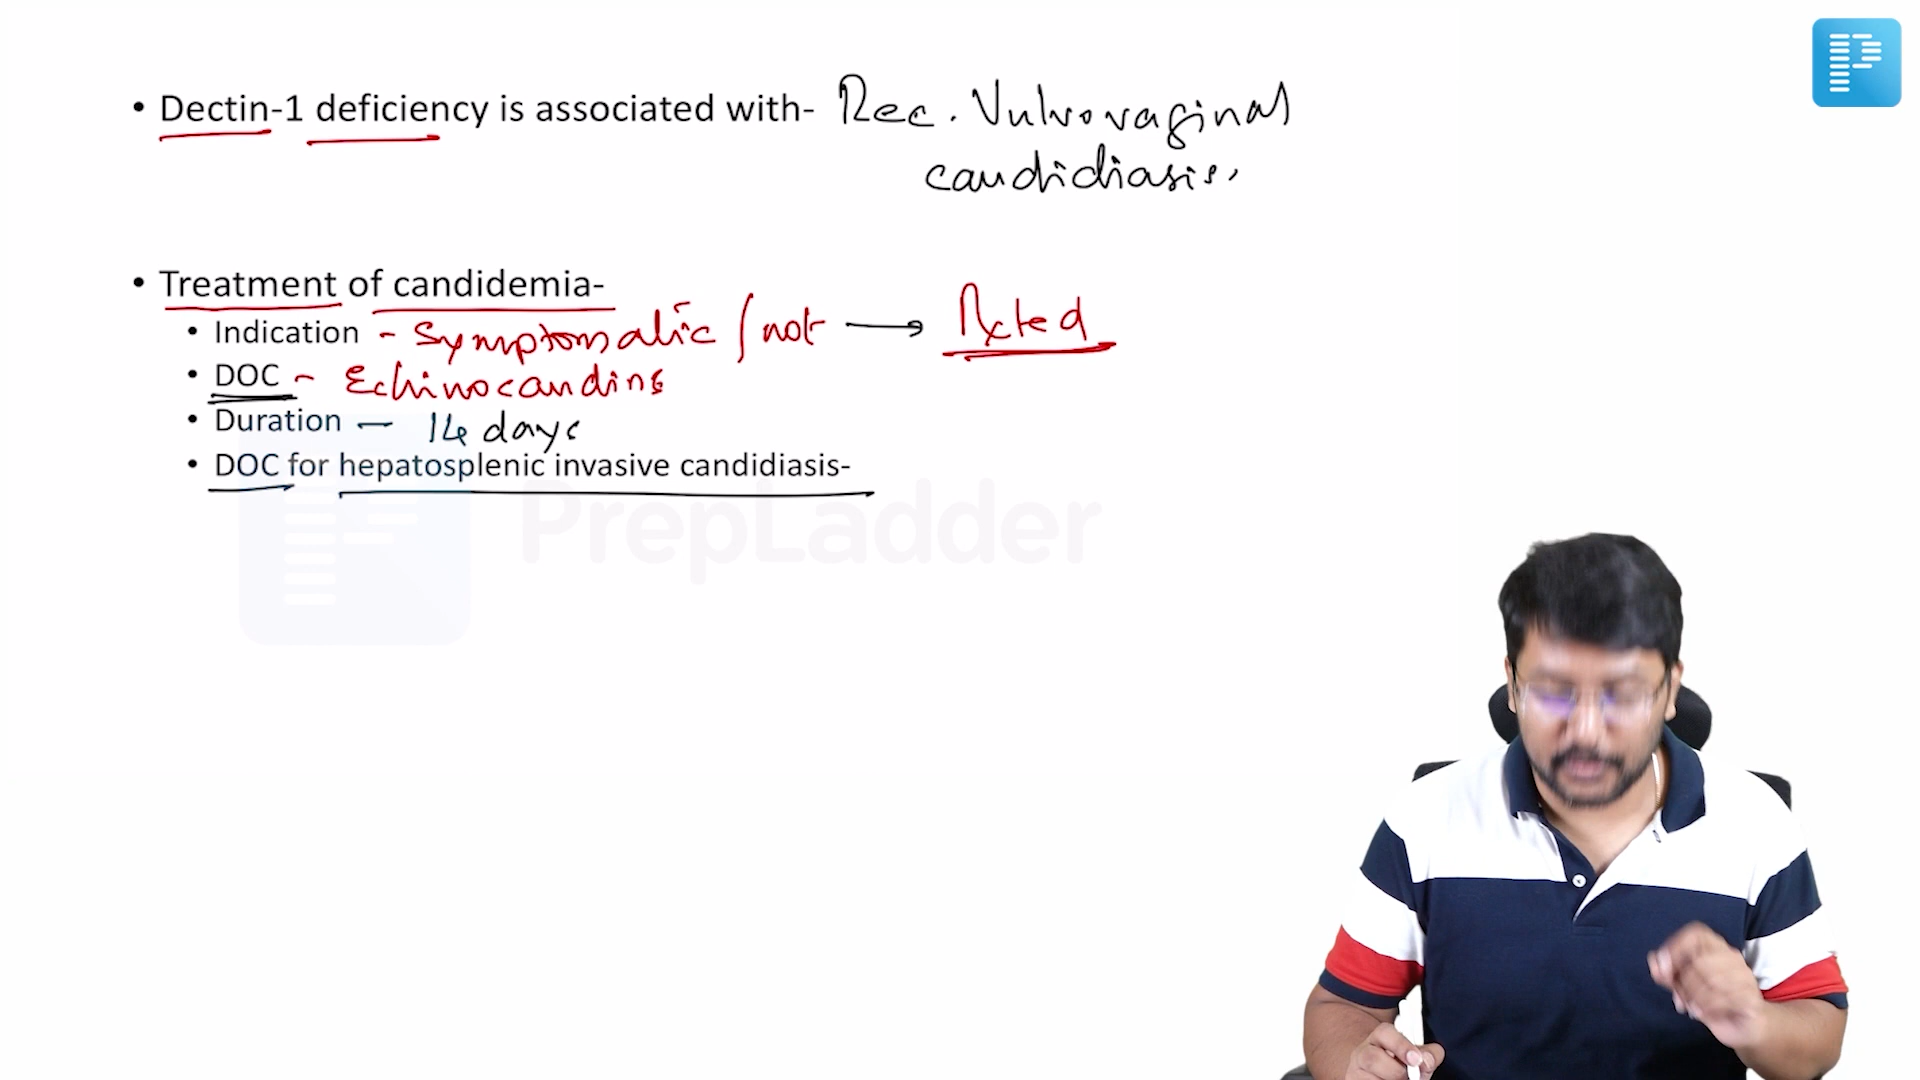 • Dectin-1 deficiency is associated with- Rec. Vulvovaginal
candidiasis.
• Treatment of candidemia-
• Indication - Symptomatic / not → Rxted
• DOC - Echinocandins
• Duration — 14 days
• DOC for hepatosplenic invasive candidiasis-
PrepLadder